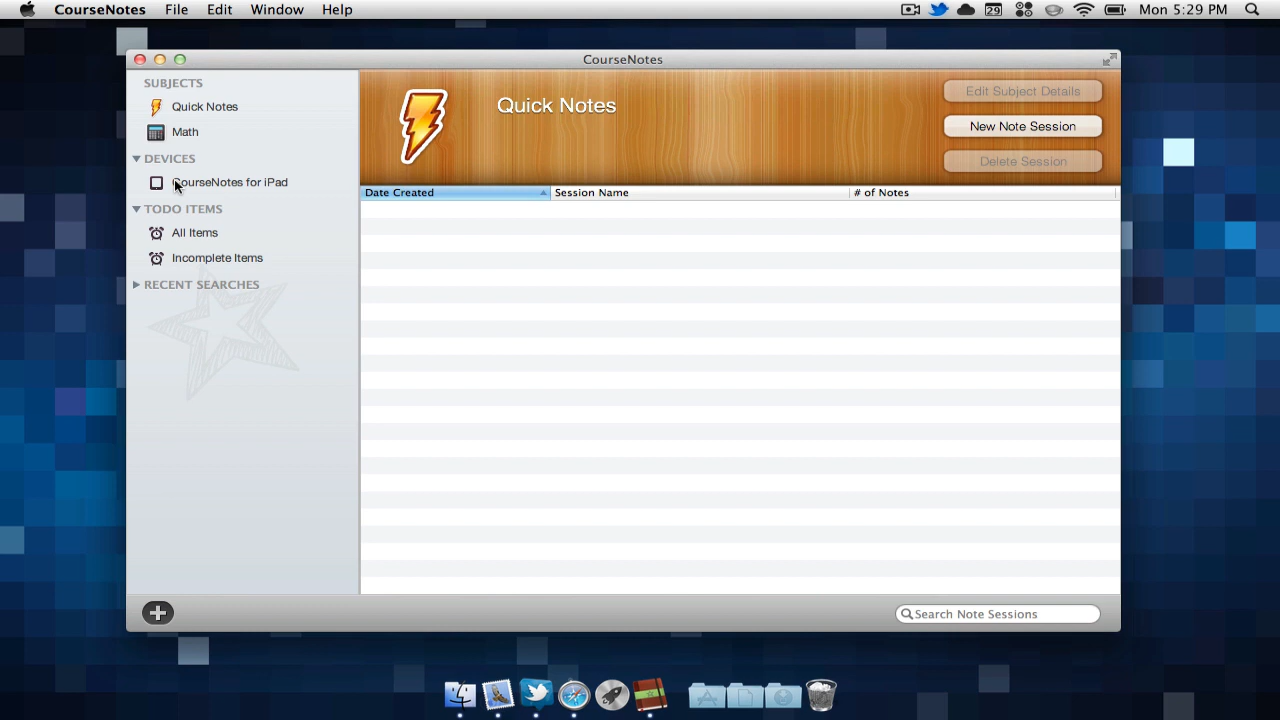 CourseNotes File Edit Window Help 29 Mon 5:29 PM
CourseNotes
SUBJECTS
Quick Notes
Math
DEVICES
CourseNotes for iPad
TODO ITEMS
All Items
Incomplete Items
RECENT SEARCHES
Quick Notes
Edit Subject Details
New Note Session
Delete Session
Date Created Session Name # of Notes
Search Note Sessions